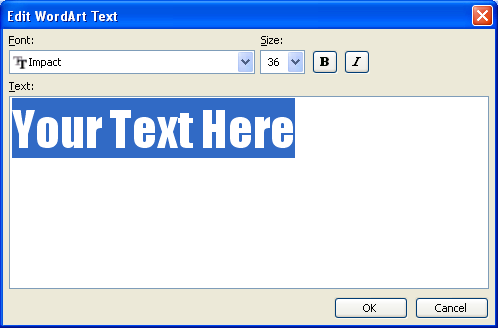 Edit WordArt Text
Font: Size:
Impact 36 B I
Text:
Your Text Here
OK Cancel